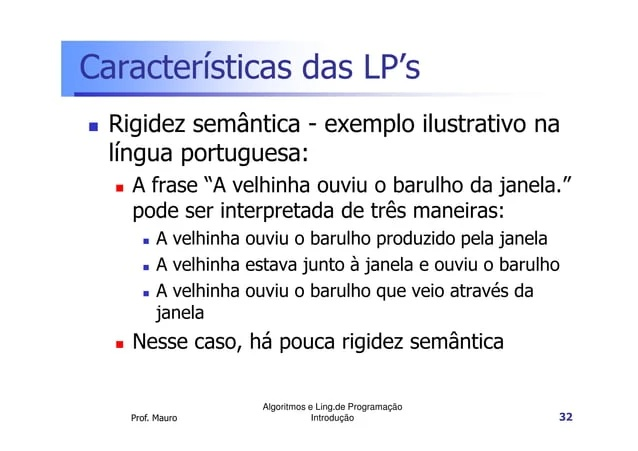 Características das LP’s
Rigidez semântica - exemplo ilustrativo na
língua portuguesa:
A frase “A velhinha ouviu o barulho da janela.”
pode ser interpretada de três maneiras:
A velhinha ouviu o barulho produzido pela janela
A velhinha estava junto à janela e ouviu o barulho
A velhinha ouviu o barulho que veio através da
janela
Nesse caso, há pouca rigidez semântica
Algoritmos e Ling.de Programação
Prof. Mauro Introdução 32